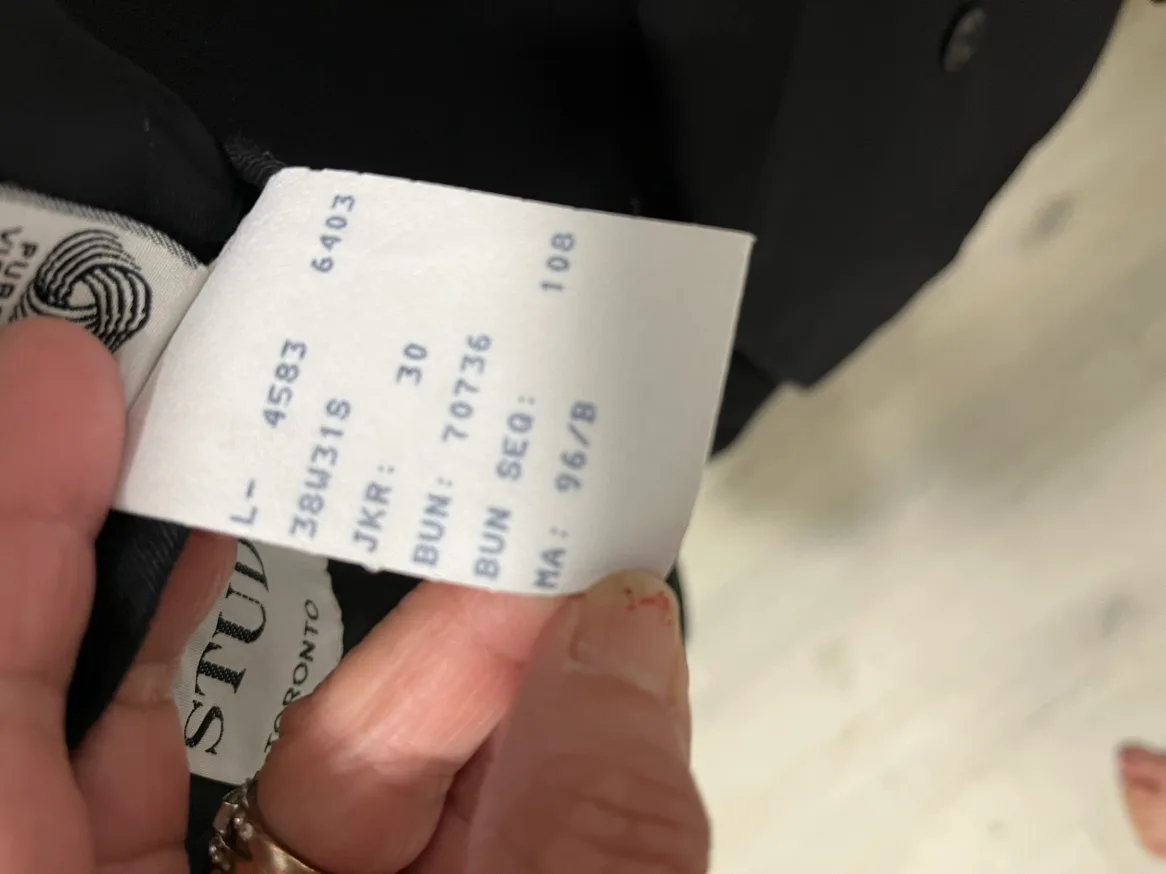 L- 4583 6403
38W31S
JKR: 30
BUN: 70736
BUN SEQ: 108
MA: 96/B
TORONTO